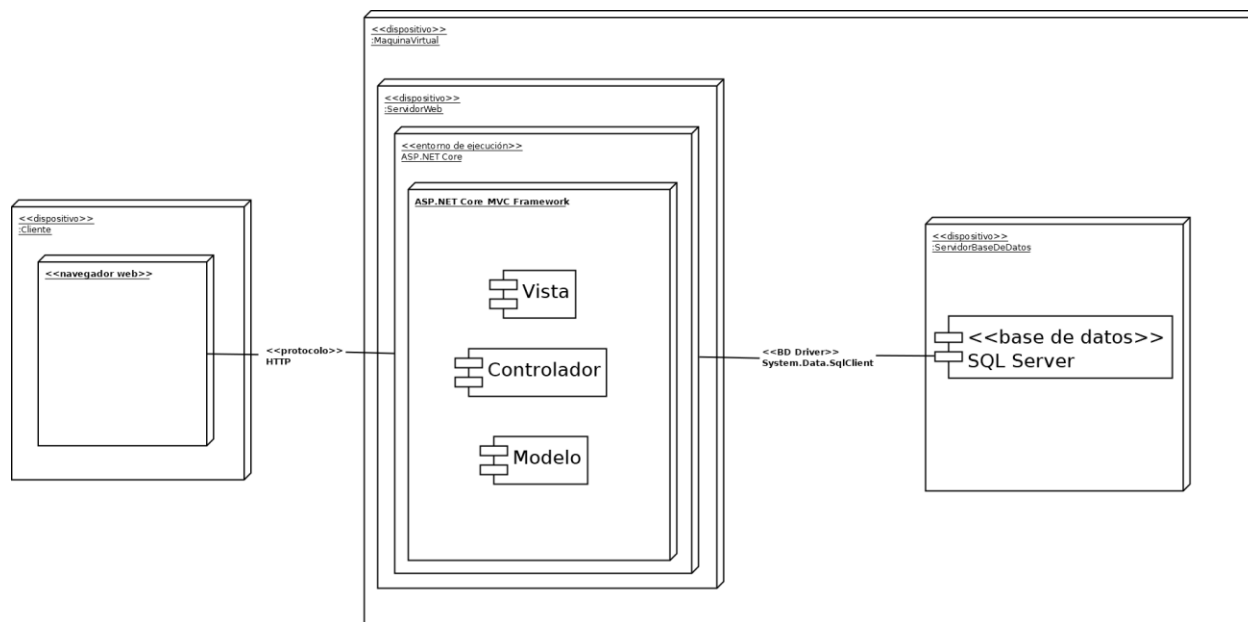 <<dispositivo>>
:MaquinaVirtual
<<dispositivo>>
:ServidorWeb
<<entorno de ejecución>>
ASP.NET Core
ASP.NET Core MVC Framework
Vista
Controlador
Modelo
<<dispositivo>>
:Cliente
<<navegador web>>
<<protocolo>>
HTTP
<<BD Driver>>
System.Data.SqlClient
<<dispositivo>>
:ServidorBaseDeDatos
<<base de datos>>
SQL Server